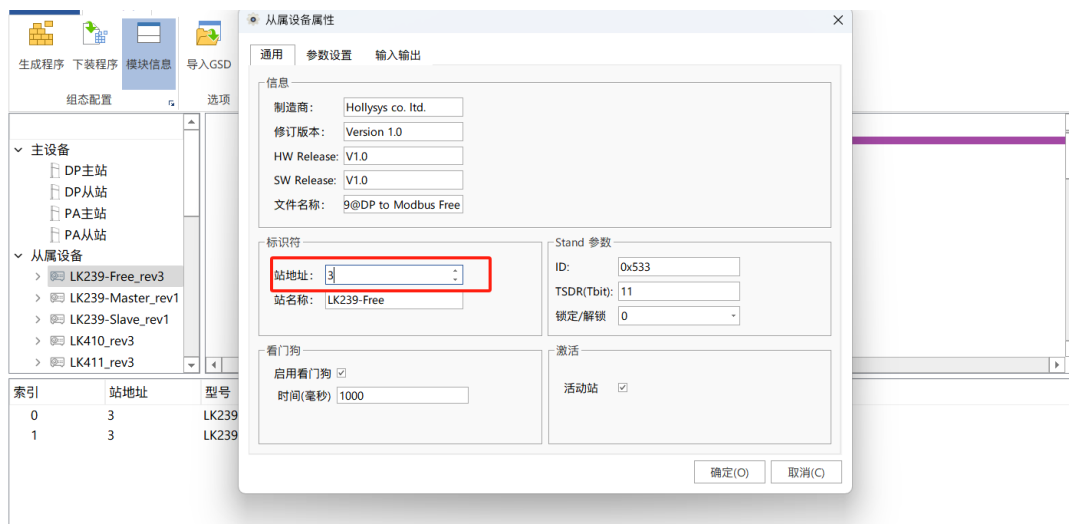 生成程序 下装程序 模块信息 导入GSD
组态配置 选项
主设备
DP主站
DP从站
PA主站
PA从站
从属设备
LK239-Free_rev3
LK239-Master_rev1
LK239-Slave_rev1
LK410_rev3
LK411_rev3
索引 站地址 型号
0 3 LK239
1 3 LK239
从属设备属性
通用 参数设置 输入输出
信息
制造商: Hollysys co. ltd.
修订版本: Version 1.0
HW Release: V1.0
SW Release: V1.0
文件名称: 9@DP to Modbus Free
标识符
站地址: 3
站名称: LK239-Free
Stand 参数
ID: 0x533
TSDR(Tbit): 11
锁定/解锁 0
看门狗
启用看门狗
时间(毫秒) 1000
激活
活动站
确定(O) 取消(C)